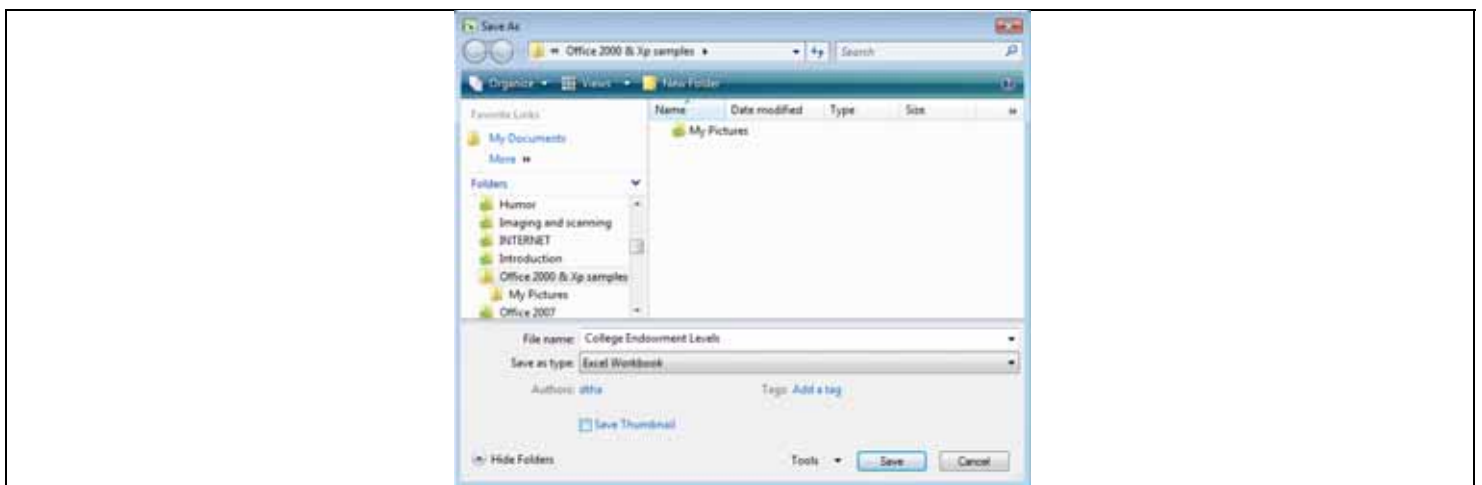 Save As
Office 2000 & Xp samples
Search
Organize
Views
New Folder
Favorite Links
My Documents
More »
Folders
Humor
Imaging and scanning
INTERNET
Introduction
Office 2000 & Xp samples
My Pictures
Office 2007
Name Date modified Type Size »
My Pictures
File name: College Endowment Levels
Save as type: Excel Workbook
Authors: Tags: Add a tag
Save Thumbnail
Hide Folders Tools Save Cancel